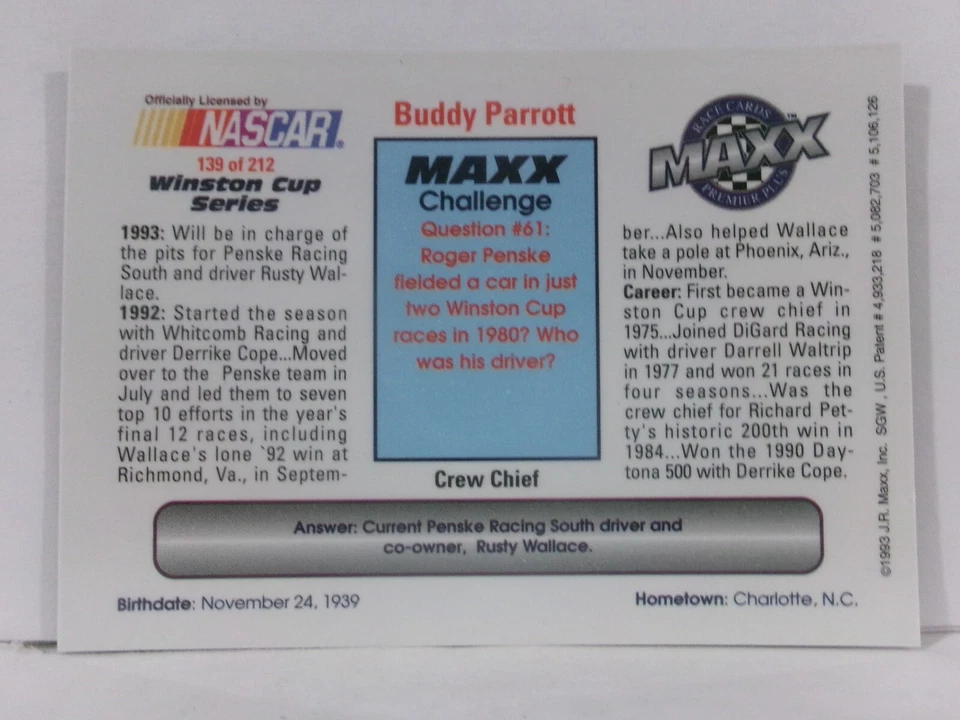 Officially Licensed by
NASCAR.
139 of 212
Winston Cup
Series
Buddy Parrott
MAXX
Challenge
Question #61:
Roger Penske
fielded a car in just
two Winston Cup
races in 1980? Who
was his driver?
Crew Chief
RACE CARDS
MAXX™
PREMIER PLUS
1993: Will be in charge of
the pits for Penske Racing
South and driver Rusty Wal-
lace.
1992: Started the season
with Whitcomb Racing and
driver Derrike Cope...Moved
over to the Penske team in
July and led them to seven
top 10 efforts in the year's
final 12 races, including
Wallace's lone `92 win at
Richmond, Va., in Septem-
ber...Also helped Wallace
take a pole at Phoenix, Ariz.,
in November.
Career: First became a Win-
ston Cup crew chief in
1975...Joined DiGard Racing
with driver Darrell Waltrip
in 1977 and won 21 races in
four seasons...Was the
crew chief for Richard Pet-
ty's historic 200th win in
1984...Won the 1990 Day-
tona 500 with Derrike Cope.
Answer: Current Penske Racing South driver and
co-owner, Rusty Wallace.
Birthdate: November 24, 1939
Hometown: Charlotte, N.C.
©1993 J.R. Maxx, Inc. SGW , U.S. Patent # 4,933,218 # 5,082,703 # 5,106,126